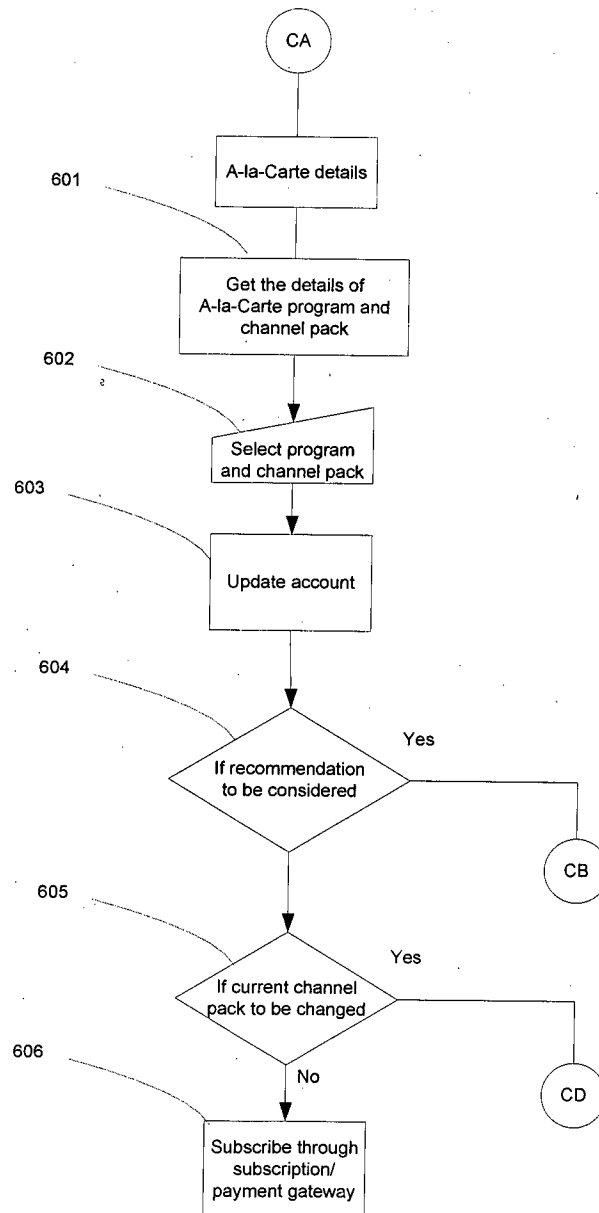 CA
A-la-Carte details
601
Get the details of
A-la-Carte program and
channel pack
602
Select program
and channel pack
603
Update account
604
Yes
If recommendation
to be considered
CB
605
Yes
If current channel
pack to be changed
606
No
CD
Subscribe through
subscription/
payment gateway